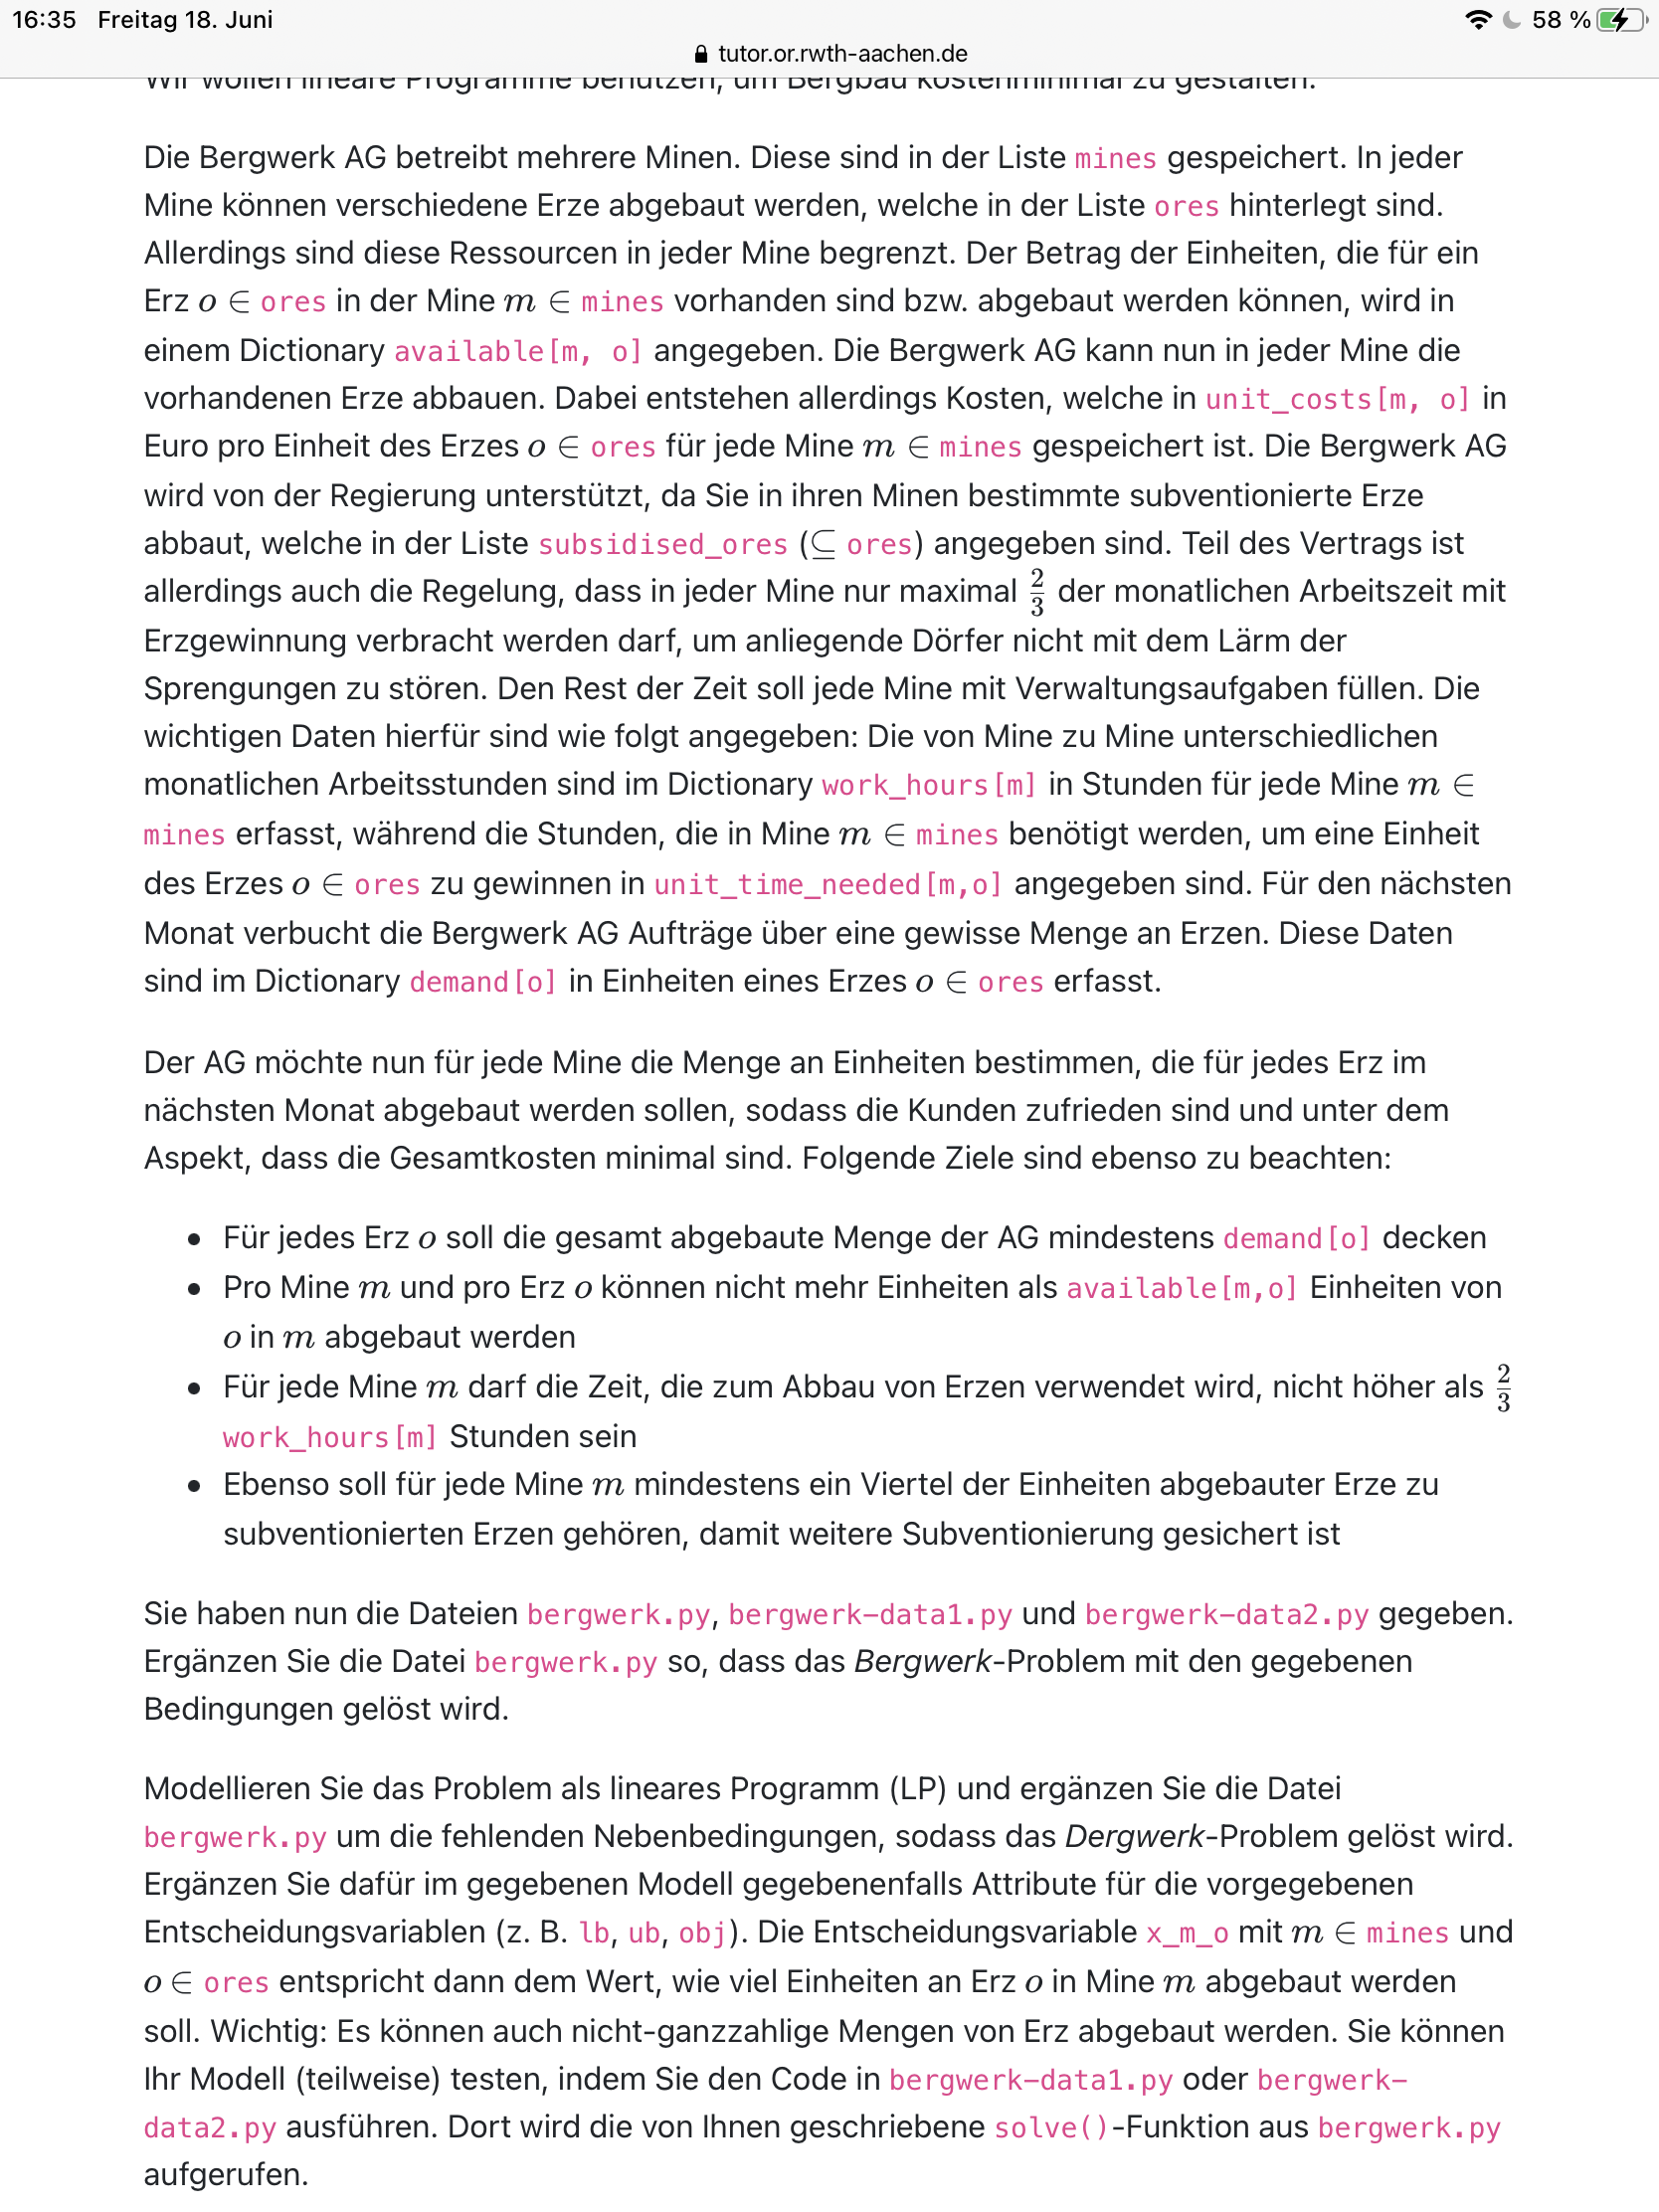 16:35 Freitag 18. Juni 58 %
tutor.or.rwth-aachen.de
Wir wollen lineare Programme benutzen, um Bergbau kostenminimal zu gestalten.
Die Bergwerk AG betreibt mehrere Minen. Diese sind in der Liste mines gespeichert. In jeder
Mine können verschiedene Erze abgebaut werden, welche in der Liste ores hinterlegt sind.
Allerdings sind diese Ressourcen in jeder Mine begrenzt. Der Betrag der Einheiten, die für ein
Erz o ∈ ores in der Mine m ∈ mines vorhanden sind bzw. abgebaut werden können, wird in
einem Dictionary available[m, o] angegeben. Die Bergwerk AG kann nun in jeder Mine die
vorhandenen Erze abbauen. Dabei entstehen allerdings Kosten, welche in unit_costs[m, o] in
Euro pro Einheit des Erzes o ∈ ores für jede Mine m ∈ mines gespeichert ist. Die Bergwerk AG
wird von der Regierung unterstützt, da Sie in ihren Minen bestimmte subventionierte Erze
abbaut, welche in der Liste subsidised_ores (⊆ ores) angegeben sind. Teil des Vertrags ist
allerdings auch die Regelung, dass in jeder Mine nur maximal 2/3 der monatlichen Arbeitszeit mit
Erzgewinnung verbracht werden darf, um anliegende Dörfer nicht mit dem Lärm der
Sprengungen zu stören. Den Rest der Zeit soll jede Mine mit Verwaltungsaufgaben füllen. Die
wichtigen Daten hierfür sind wie folgt angegeben: Die von Mine zu Mine unterschiedlichen
monatlichen Arbeitsstunden sind im Dictionary work_hours[m] in Stunden für jede Mine m ∈
mines erfasst, während die Stunden, die in Mine m ∈ mines benötigt werden, um eine Einheit
des Erzes o ∈ ores zu gewinnen in unit_time_needed[m,o] angegeben sind. Für den nächsten
Monat verbucht die Bergwerk AG Aufträge über eine gewisse Menge an Erzen. Diese Daten
sind im Dictionary demand[o] in Einheiten eines Erzes o ∈ ores erfasst.
Der AG möchte nun für jede Mine die Menge an Einheiten bestimmen, die für jedes Erz im
nächsten Monat abgebaut werden sollen, sodass die Kunden zufrieden sind und unter dem
Aspekt, dass die Gesamtkosten minimal sind. Folgende Ziele sind ebenso zu beachten:
• Für jedes Erz o soll die gesamt abgebaute Menge der AG mindestens demand[o] decken
• Pro Mine m und pro Erz o können nicht mehr Einheiten als available[m,o] Einheiten von
o in m abgebaut werden
• Für jede Mine m darf die Zeit, die zum Abbau von Erzen verwendet wird, nicht höher als 2/3
work_hours[m] Stunden sein
• Ebenso soll für jede Mine m mindestens ein Viertel der Einheiten abgebauter Erze zu
subventionierten Erzen gehören, damit weitere Subventionierung gesichert ist
Sie haben nun die Dateien bergwerk.py, bergwerk-data1.py und bergwerk-data2.py gegeben.
Ergänzen Sie die Datei bergwerk.py so, dass das Bergwerk-Problem mit den gegebenen
Bedingungen gelöst wird.
Modellieren Sie das Problem als lineares Programm (LP) und ergänzen Sie die Datei
bergwerk.py um die fehlenden Nebenbedingungen, sodass das Dergwerk-Problem gelöst wird.
Ergänzen Sie dafür im gegebenen Modell gegebenenfalls Attribute für die vorgegebenen
Entscheidungsvariablen (z. B. lb, ub, obj). Die Entscheidungsvariable x_m_o mit m ∈ mines und
o ∈ ores entspricht dann dem Wert, wie viel Einheiten an Erz o in Mine m abgebaut werden
soll. Wichtig: Es können auch nicht-ganzzahlige Mengen von Erz abgebaut werden. Sie können
Ihr Modell (teilweise) testen, indem Sie den Code in bergwerk-data1.py oder bergwerk-
data2.py ausführen. Dort wird die von Ihnen geschriebene solve()-Funktion aus bergwerk.py
aufgerufen.